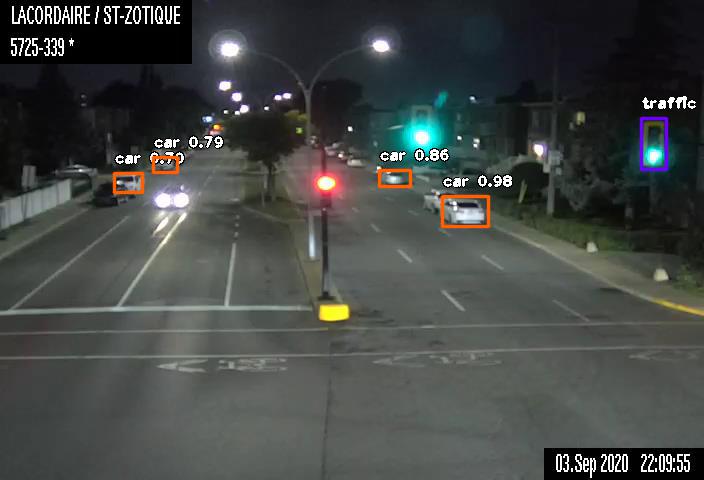 LACORDAIRE / ST-ZOTIQUE
5725-339 *
traffic
car 0.79
car 0.86
car 0.98
03.Sep 2020 22:09:55